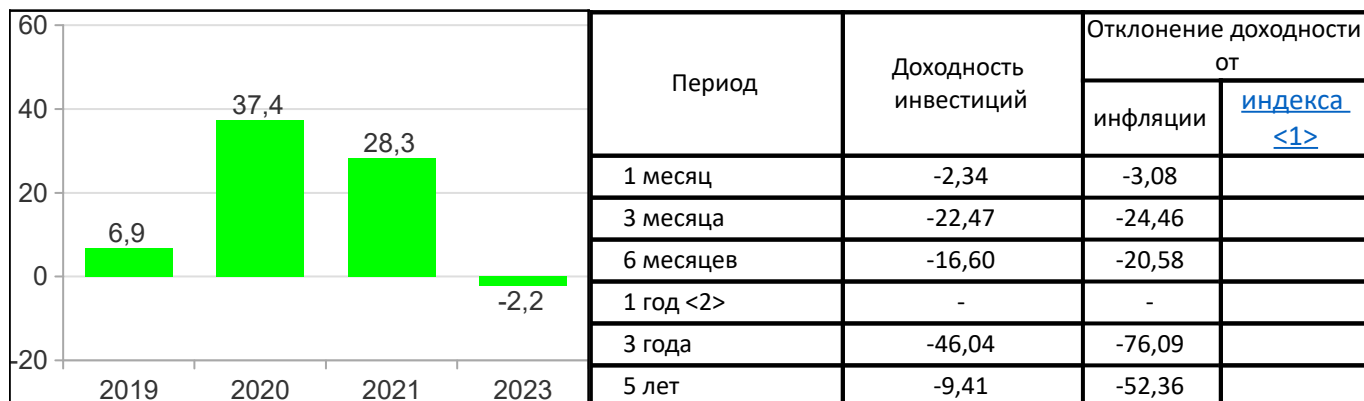 60
40
20
0
-20
6,9
37,4
28,3
-2,2
2019 2020 2021 2023
Период
Доходность
инвестиций
Отклонение доходности
от
инфляции
индекса
<1>
1 месяц -2,34 -3,08
3 месяца -22,47 -24,46
6 месяцев -16,60 -20,58
1 год <2> - -
3 года -46,04 -76,09
5 лет -9,41 -52,36